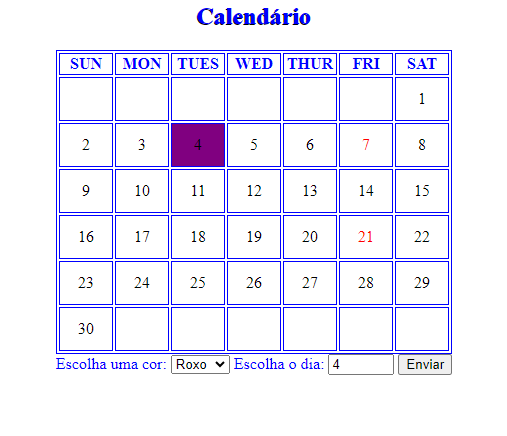 Calendário
SUN MON TUES WED THUR FRI SAT
1
2 3 4 5 6 7 8
9 10 11 12 13 14 15
16 17 18 19 20 21 22
23 24 25 26 27 28 29
30
Escolha uma cor: Roxo Escolha o dia: 4 Enviar